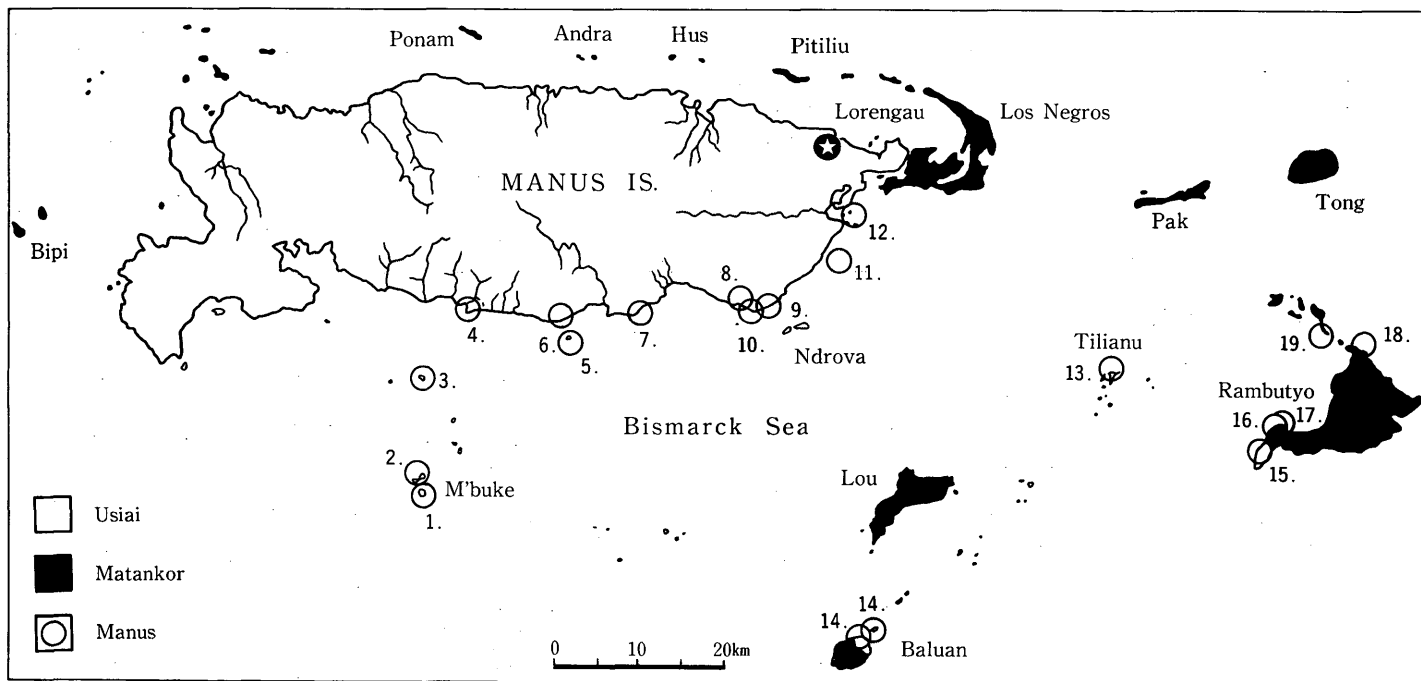 Ponam
Andra
Hus
Pitiliu
Lorengau
Los Negros
MANUS IS.
Tong
Pak
Bipi
12.
11.
8.
9.
10.
4.
6.
5.
7.
Ndrova
3.
Tilianu
13.
19.
18.
Rambutyo
16.
17.
15.
Bismarck Sea
2.
M'buke
1.
Lou
Usiai
Matankor
Manus
14.
14.
Baluan
0 10 20km